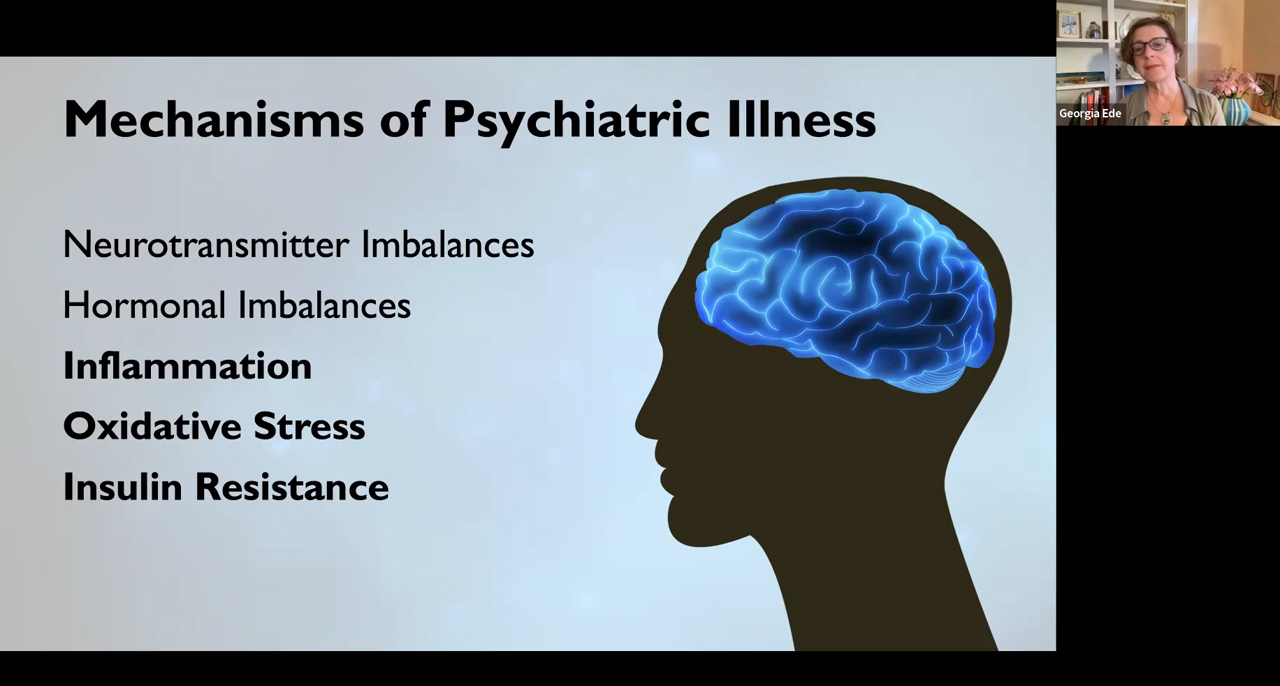 Mechanisms of Psychiatric Illness
Neurotransmitter Imbalances
Hormonal Imbalances
Inflammation
Oxidative Stress
Insulin Resistance
Georgia Ede